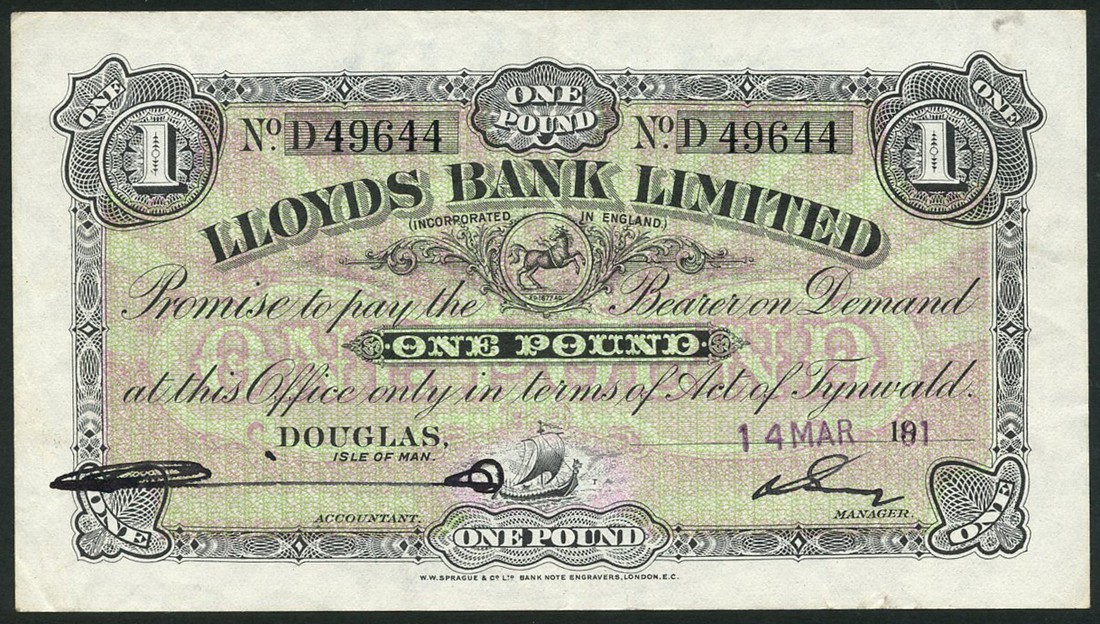 ONE ONE POUND ONE
1 Nº D 49644 Nº D 49644 1
LLOYDS BANK LIMITED
(INCORPORATED IN ENGLAND.)
Promise to pay the Bearer on Demand
ONE POUND
at this Office only in terms of Act of Tynwald.
DOUGLAS, 14 MAR 191
ISLE OF MAN.
ACCOUNTANT. MANAGER.
ONE ONE POUND ONE
W.W. SPRAGUE & Cº Lᵀᴰ BANK NOTE ENGRAVERS, LONDON, E.C.